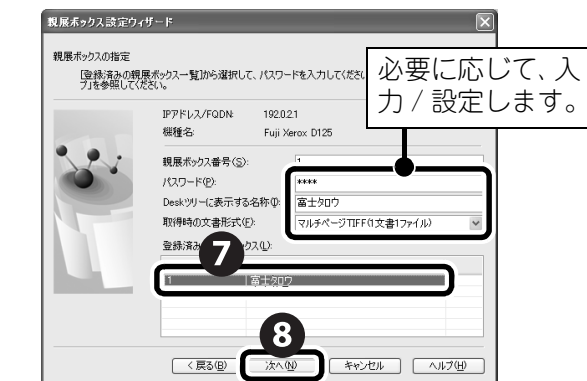 親展ボックス設定ウィザード
親展ボックスの指定
[登録済みの親展ボックス一覧]から選択して、パスワードを入力してくださ
プ]を参照してください。
必要に応じて、入
力 / 設定します。
IPアドレス/FQDN: 192.0.2.1
機種名: Fuji Xerox D125
親展ボックス番号(S): 1
パスワード(P): ****
Deskツリーに表示する名称(I): 富士タロウ
取得時の文書形式(F): マルチページTIFF(1文書1ファイル)
登録済み ックス(L):
7
1 富士タロウ
8
< 戻る(B) 次へ(N) キャンセル ヘルプ(H)